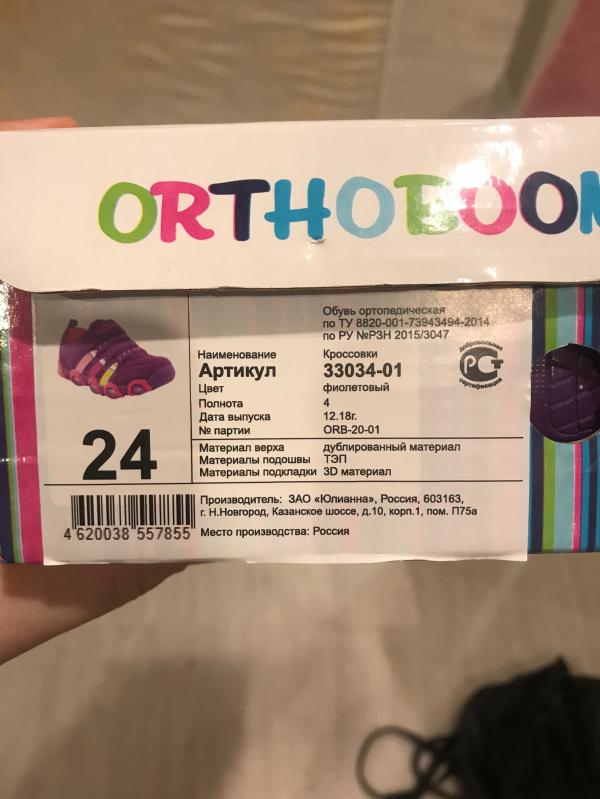 ORTHOBOOM
Обувь ортопедическая
по ТУ 8820-001-73943494-2014
по РУ №РЗН 2015/3047
Наименование Кроссовки
Артикул 33034-01
Цвет фиолетовый
Полнота 4
Дата выпуска 12.18г.
№ партии ORB-20-01
добровольная
РСТ
сертификация
24
Материал верха дублированный материал
Материалы подошвы ТЭП
Материалы подкладки 3D материал
Производитель: ЗАО «Юлианна», Россия, 603163,
г. Н.Новгород, Казанское шоссе, д.10, корп.1, пом. П75а
Место производства: Россия
4 620038 557855